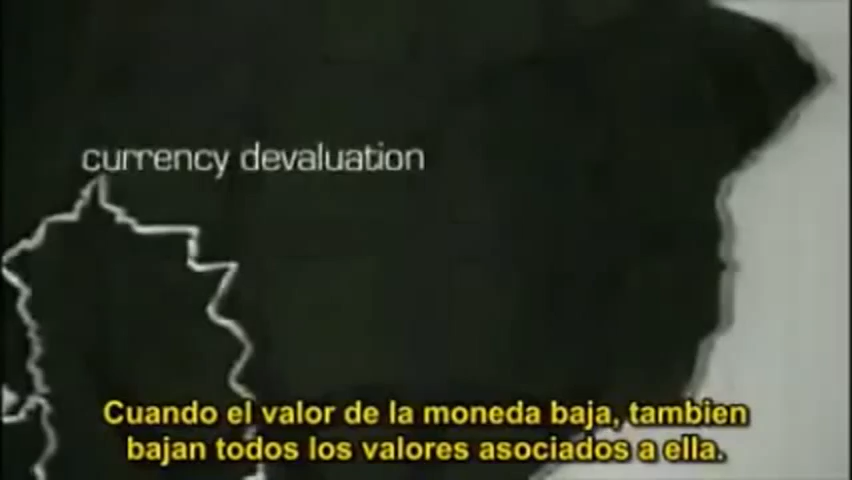 currency devaluation
Cuando el valor de la moneda baja, tambien
bajan todos los valores asociados a ella.